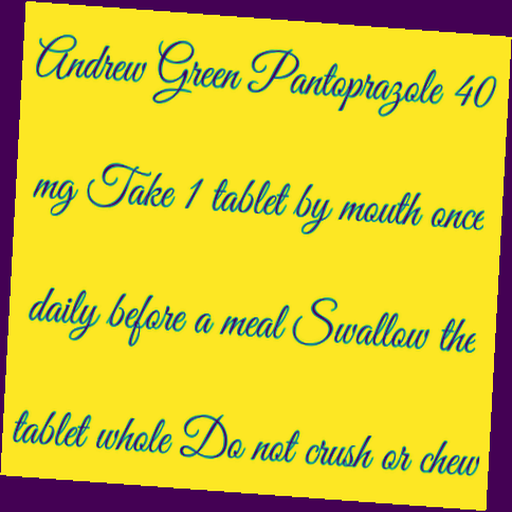 Andrew Green Pantoprazole 40
mg Take 1 tablet by mouth once
daily before a meal Swallow the
tablet whole Do not crush or chew